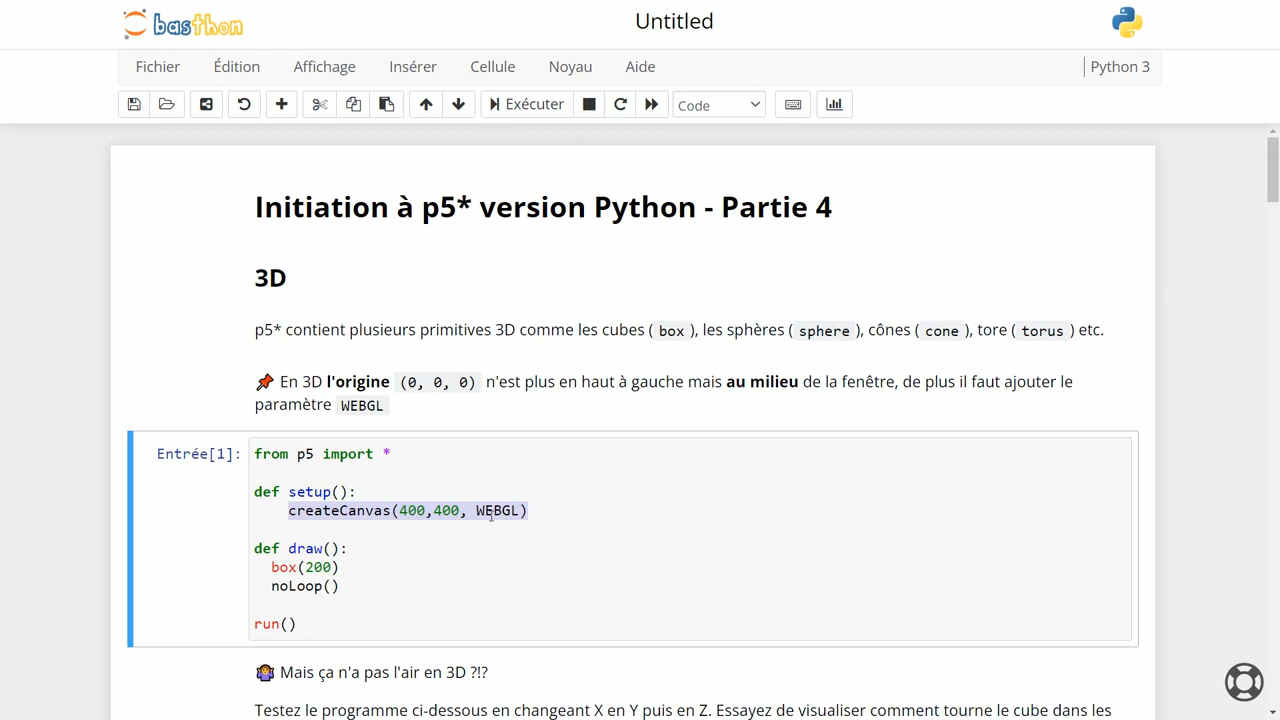 basthon
Untitled
Fichier Édition Affichage Insérer Cellule Noyau Aide Python 3
Exécuter Code
Initiation à p5* version Python - Partie 4
3D
p5* contient plusieurs primitives 3D comme les cubes ( box ), les sphères ( sphere ), cônes ( cone ), tore ( torus ) etc.
📌 En 3D l'origine (0, 0, 0) n'est plus en haut à gauche mais au milieu de la fenêtre, de plus il faut ajouter le
paramètre WEBGL
Entrée[1]: from p5 import *
def setup():
createCanvas(400,400, WEBGL)
def draw():
box(200)
noLoop()
run()
🤷 Mais ça n'a pas l'air en 3D ?!?
Testez le programme ci-dessous en changeant X en Y puis en Z. Essayez de visualiser comment tourne le cube dans les